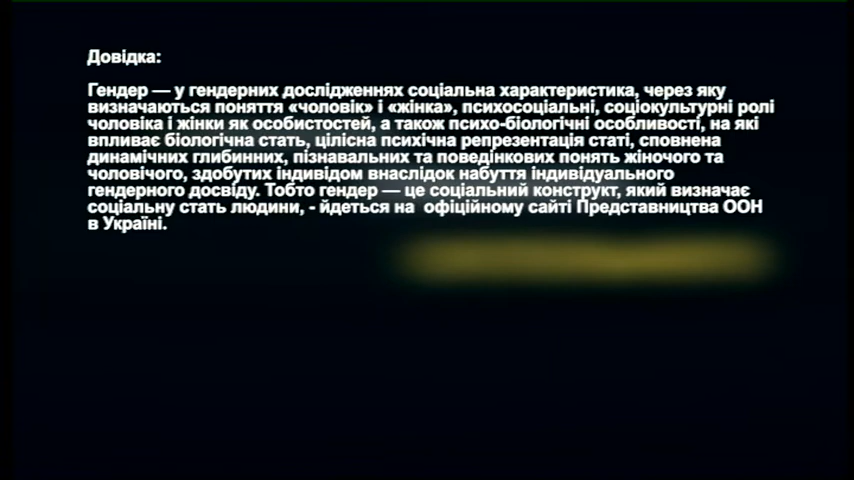 Довідка:
Гендер — у гендерних дослідженнях соціальна характеристика, через яку
визначаються поняття «чоловік» і «жінка», психосоціальні, соціокультурні ролі
чоловіка і жінки як особистостей, а також психо-біологічні особливості, на які
впливає біологічна стать, цілісна психічна репрезентація статі, сповнена
динамічних глибинних, пізнавальних та поведінкових понять жіночого та
чоловічого, здобутих індивідом внаслідок набуття індивідуального
гендерного досвіду. Тобто гендер — це соціальний конструкт, який визначає
соціальну стать людини, - йдеться на  офіційному сайті Представництва ООН
в Україні.